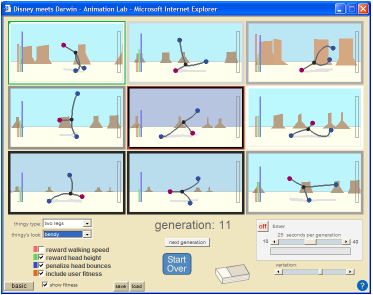 Disney meets Darwin - Animation Lab - Microsoft Internet Explorer
generation: 11
thingy type: two legs
thingy's look: bendy
next generation
Start
Over
off timer
25 seconds per generation
10 40
variation:
reward walking speed
reward head height
penalize head bounces
include user fitness
basic
show fitness
save load
?